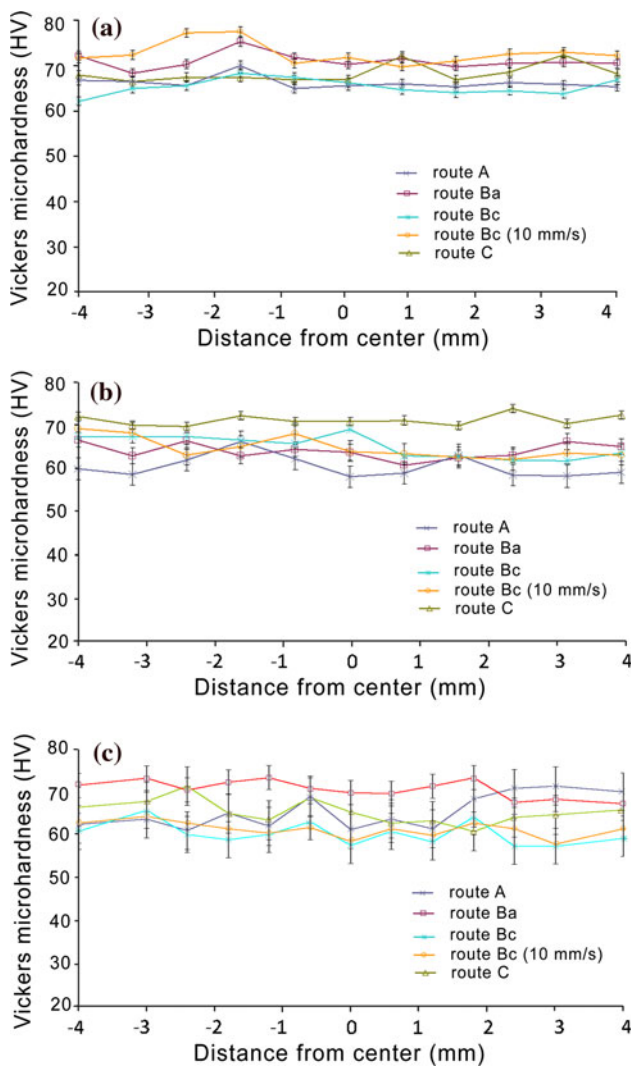 (a)
Vickers microhardness (HV)
80
70
60
50
40
30
20
route A
route Ba
route Bc
route Bc (10 mm/s)
route C
-4 -3 -2 -1 0 1 2 3 4
Distance from center (mm)
(b)
Vickers microhardness (HV)
80
70
60
50
40
30
20
route A
route Ba
route Bc
route Bc (10 mm/s)
route C
-4 -3 -2 -1 0 1 2 3 4
Distance from center (mm)
(c)
Vickers microhardness (HV)
80
70
60
50
40
30
20
route A
route Ba
route Bc
route Bc (10 mm/s)
route C
-4 -3 -2 -1 0 1 2 3 4
Distance from center (mm)